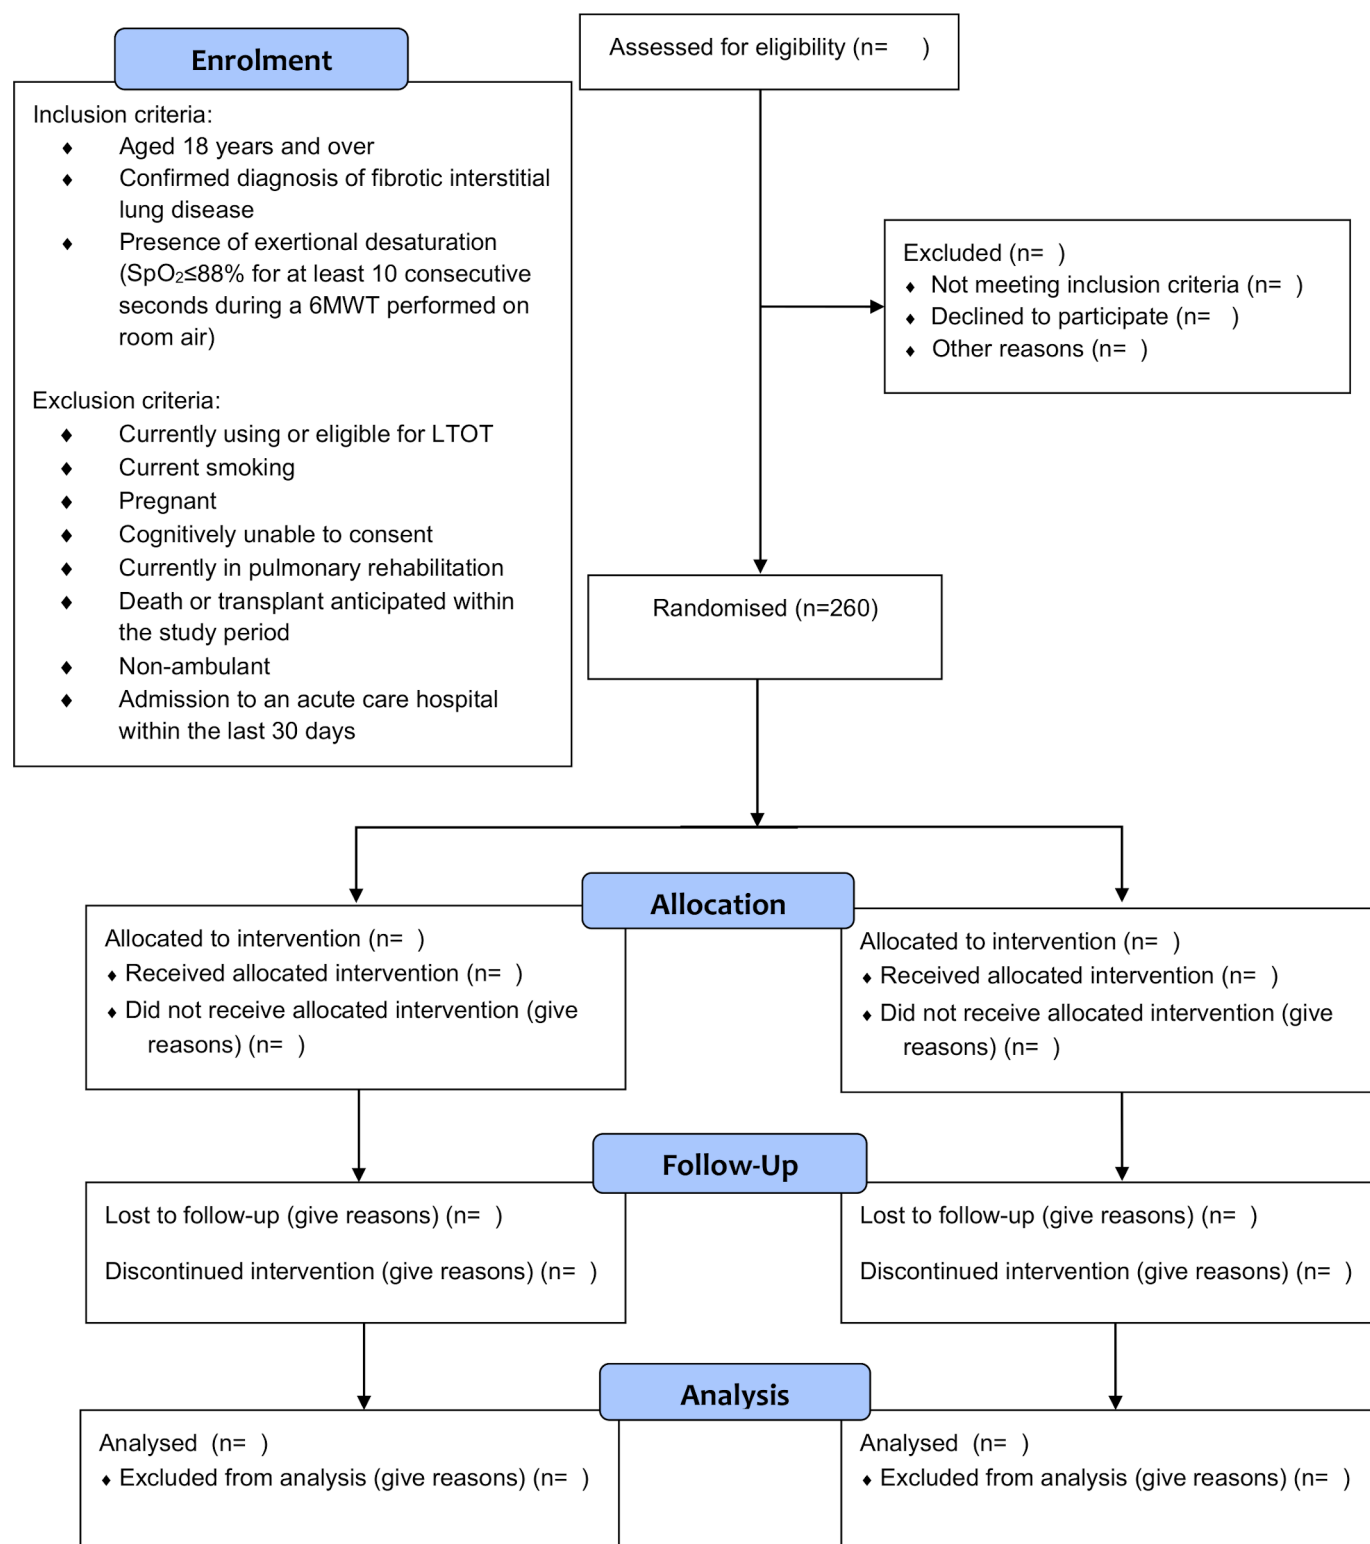 Enrolment
Inclusion criteria:
♦ Aged 18 years and over
♦ Confirmed diagnosis of fibrotic interstitial
lung disease
♦ Presence of exertional desaturation
(SpO₂≤88% for at least 10 consecutive
seconds during a 6MWT performed on
room air)
Exclusion criteria:
♦ Currently using or eligible for LTOT
♦ Current smoking
♦ Pregnant
♦ Cognitively unable to consent
♦ Currently in pulmonary rehabilitation
♦ Death or transplant anticipated within
the study period
♦ Non-ambulant
♦ Admission to an acute care hospital
within the last 30 days
Assessed for eligibility (n= )
Excluded (n= )
♦ Not meeting inclusion criteria (n= )
♦ Declined to participate (n= )
♦ Other reasons (n= )
Randomised (n=260)
Allocation
Allocated to intervention (n= )
♦ Received allocated intervention (n= )
♦ Did not receive allocated intervention (give
reasons) (n= )
Allocated to intervention (n= )
♦ Received allocated intervention (n= )
♦ Did not receive allocated intervention (give
reasons) (n= )
Follow-Up
Lost to follow-up (give reasons) (n= )
Discontinued intervention (give reasons) (n= )
Lost to follow-up (give reasons) (n= )
Discontinued intervention (give reasons) (n= )
Analysis
Analysed (n= )
♦ Excluded from analysis (give reasons) (n= )
Analysed (n= )
♦ Excluded from analysis (give reasons) (n= )